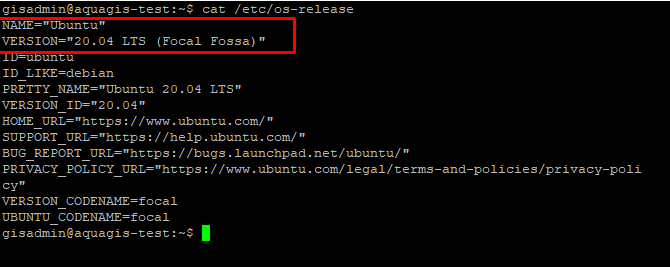 gisadmin@aquagis-test:~$ cat /etc/os-release
NAME="Ubuntu"
VERSION="20.04 LTS (Focal Fossa)"
ID=ubuntu
ID_LIKE=debian
PRETTY_NAME="Ubuntu 20.04 LTS"
VERSION_ID="20.04"
HOME_URL="https://www.ubuntu.com/"
SUPPORT_URL="https://help.ubuntu.com/"
BUG_REPORT_URL="https://bugs.launchpad.net/ubuntu/"
PRIVACY_POLICY_URL="https://www.ubuntu.com/legal/terms-and-policies/privacy-poli
cy"
VERSION_CODENAME=focal
UBUNTU_CODENAME=focal
gisadmin@aquagis-test:~$